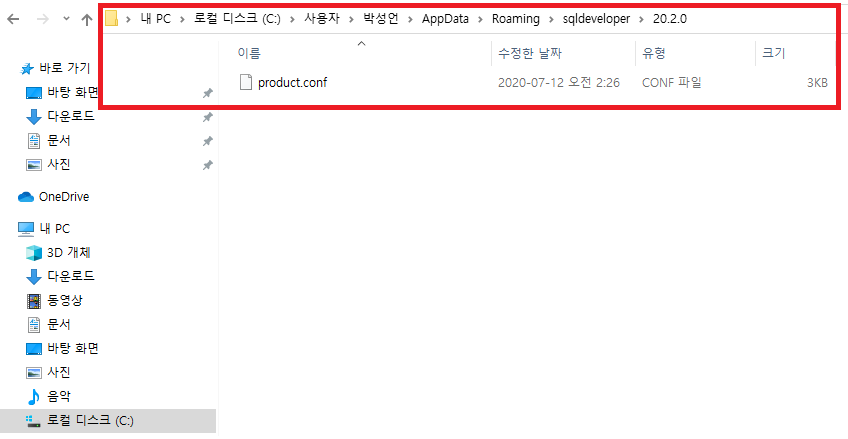 내 PC > 로컬 디스크 (C:) > 사용자 > 박성언 > AppData > Roaming > sqldeveloper > 20.2.0
이름 수정한 날짜 유형 크기
product.conf 2020-07-12 오전 2:26 CONF 파일 3KB
바로 가기
바탕 화면
다운로드
문서
사진
OneDrive
내 PC
3D 개체
다운로드
동영상
문서
바탕 화면
사진
음악
로컬 디스크 (C:)